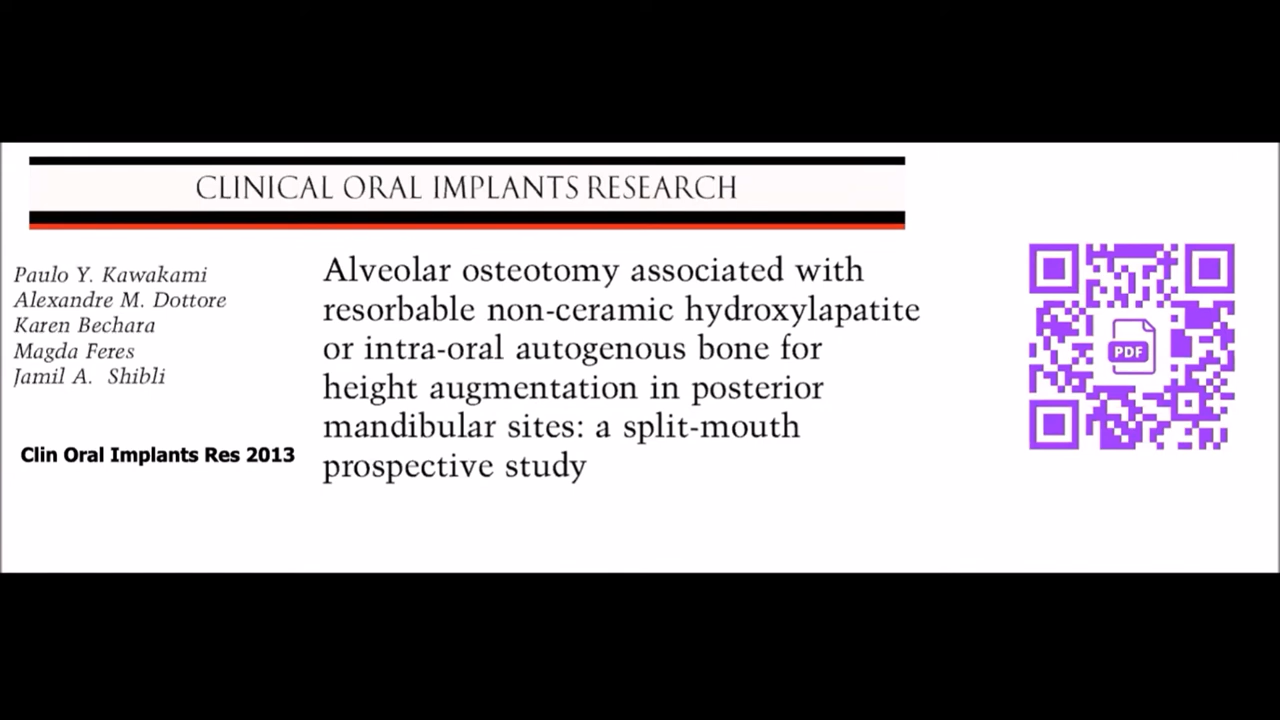 CLINICAL ORAL IMPLANTS RESEARCH
Paulo Y. Kawakami
Alexandre M. Dottore
Karen Bechara
Magda Feres
Jamil A. Shibli
Clin Oral Implants Res 2013
Alveolar osteotomy associated with
resorbable non-ceramic hydroxylapatite
or intra-oral autogenous bone for
height augmentation in posterior
mandibular sites: a split-mouth
prospective study
PDF